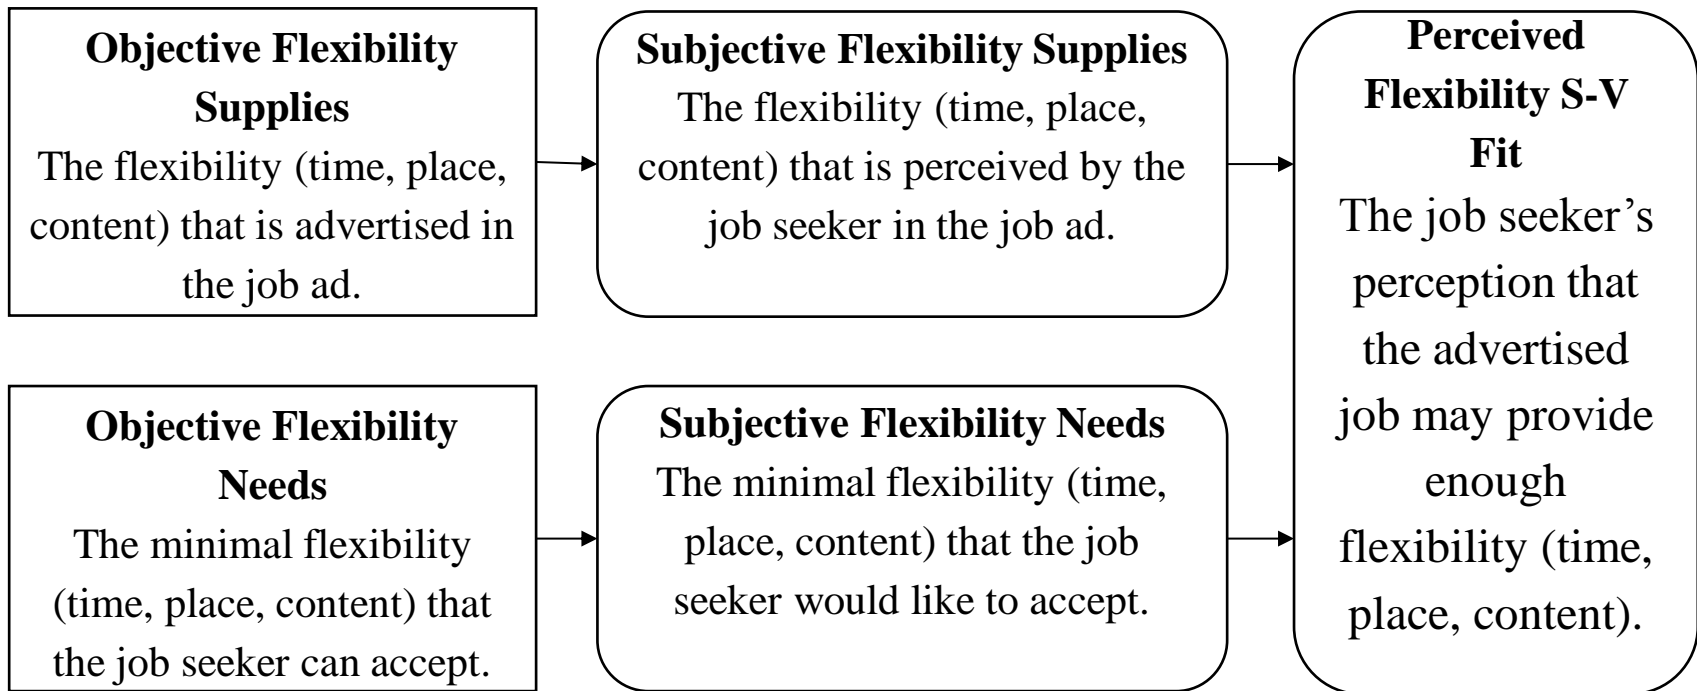 Objective Flexibility
Supplies
The flexibility (time, place,
content) that is advertised in
the job ad.
Subjective Flexibility Supplies
The flexibility (time, place,
content) that is perceived by the
job seeker in the job ad.
Perceived
Flexibility S-V
Fit
The job seeker’s
perception that
the advertised
job may provide
enough
flexibility (time,
place, content).
Objective Flexibility
Needs
The minimal flexibility
(time, place, content) that
the job seeker can accept.
Subjective Flexibility Needs
The minimal flexibility (time,
place, content) that the job
seeker would like to accept.